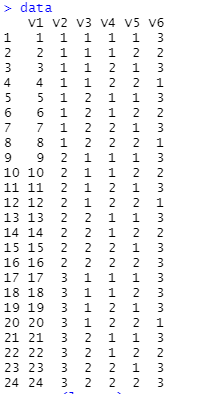 > data
V1 V2 V3 V4 V5 V6
1 1 1 1 1 1 3
2 2 1 1 1 2 2
3 3 1 1 2 1 3
4 4 1 1 2 2 1
5 5 1 2 1 1 3
6 6 1 2 1 2 2
7 7 1 2 2 1 3
8 8 1 2 2 2 1
9 9 2 1 1 1 3
10 10 2 1 1 2 2
11 11 2 1 2 1 3
12 12 2 1 2 2 1
13 13 2 2 1 1 3
14 14 2 2 1 2 2
15 15 2 2 2 1 3
16 16 2 2 2 2 3
17 17 3 1 1 1 3
18 18 3 1 1 2 3
19 19 3 1 2 1 3
20 20 3 1 2 2 1
21 21 3 2 1 1 3
22 22 3 2 1 2 2
23 23 3 2 2 1 3
24 24 3 2 2 2 3